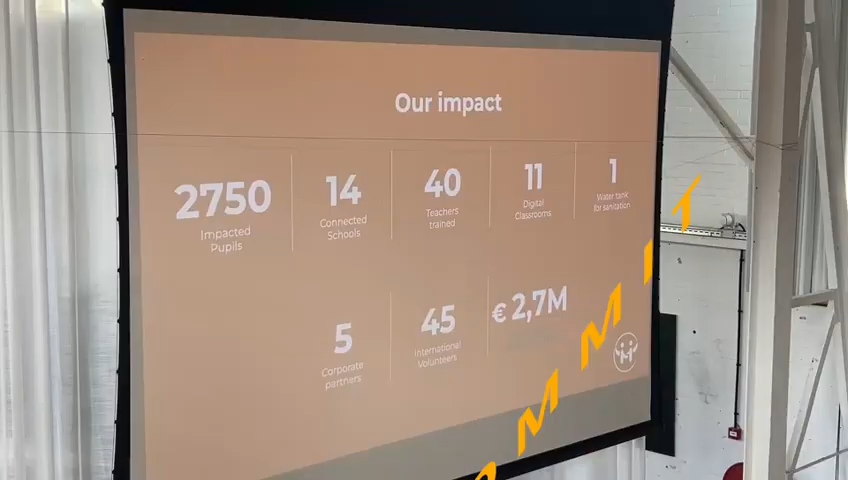 Our impact
2750
Impacted
Pupils
14
Connected
Schools
40
Teachers
trained
11
Digital
Classrooms
1
Water tank
for sanitation
5
Corporate
partners
45
International
Volunteers
€ 2,7M
MMIT